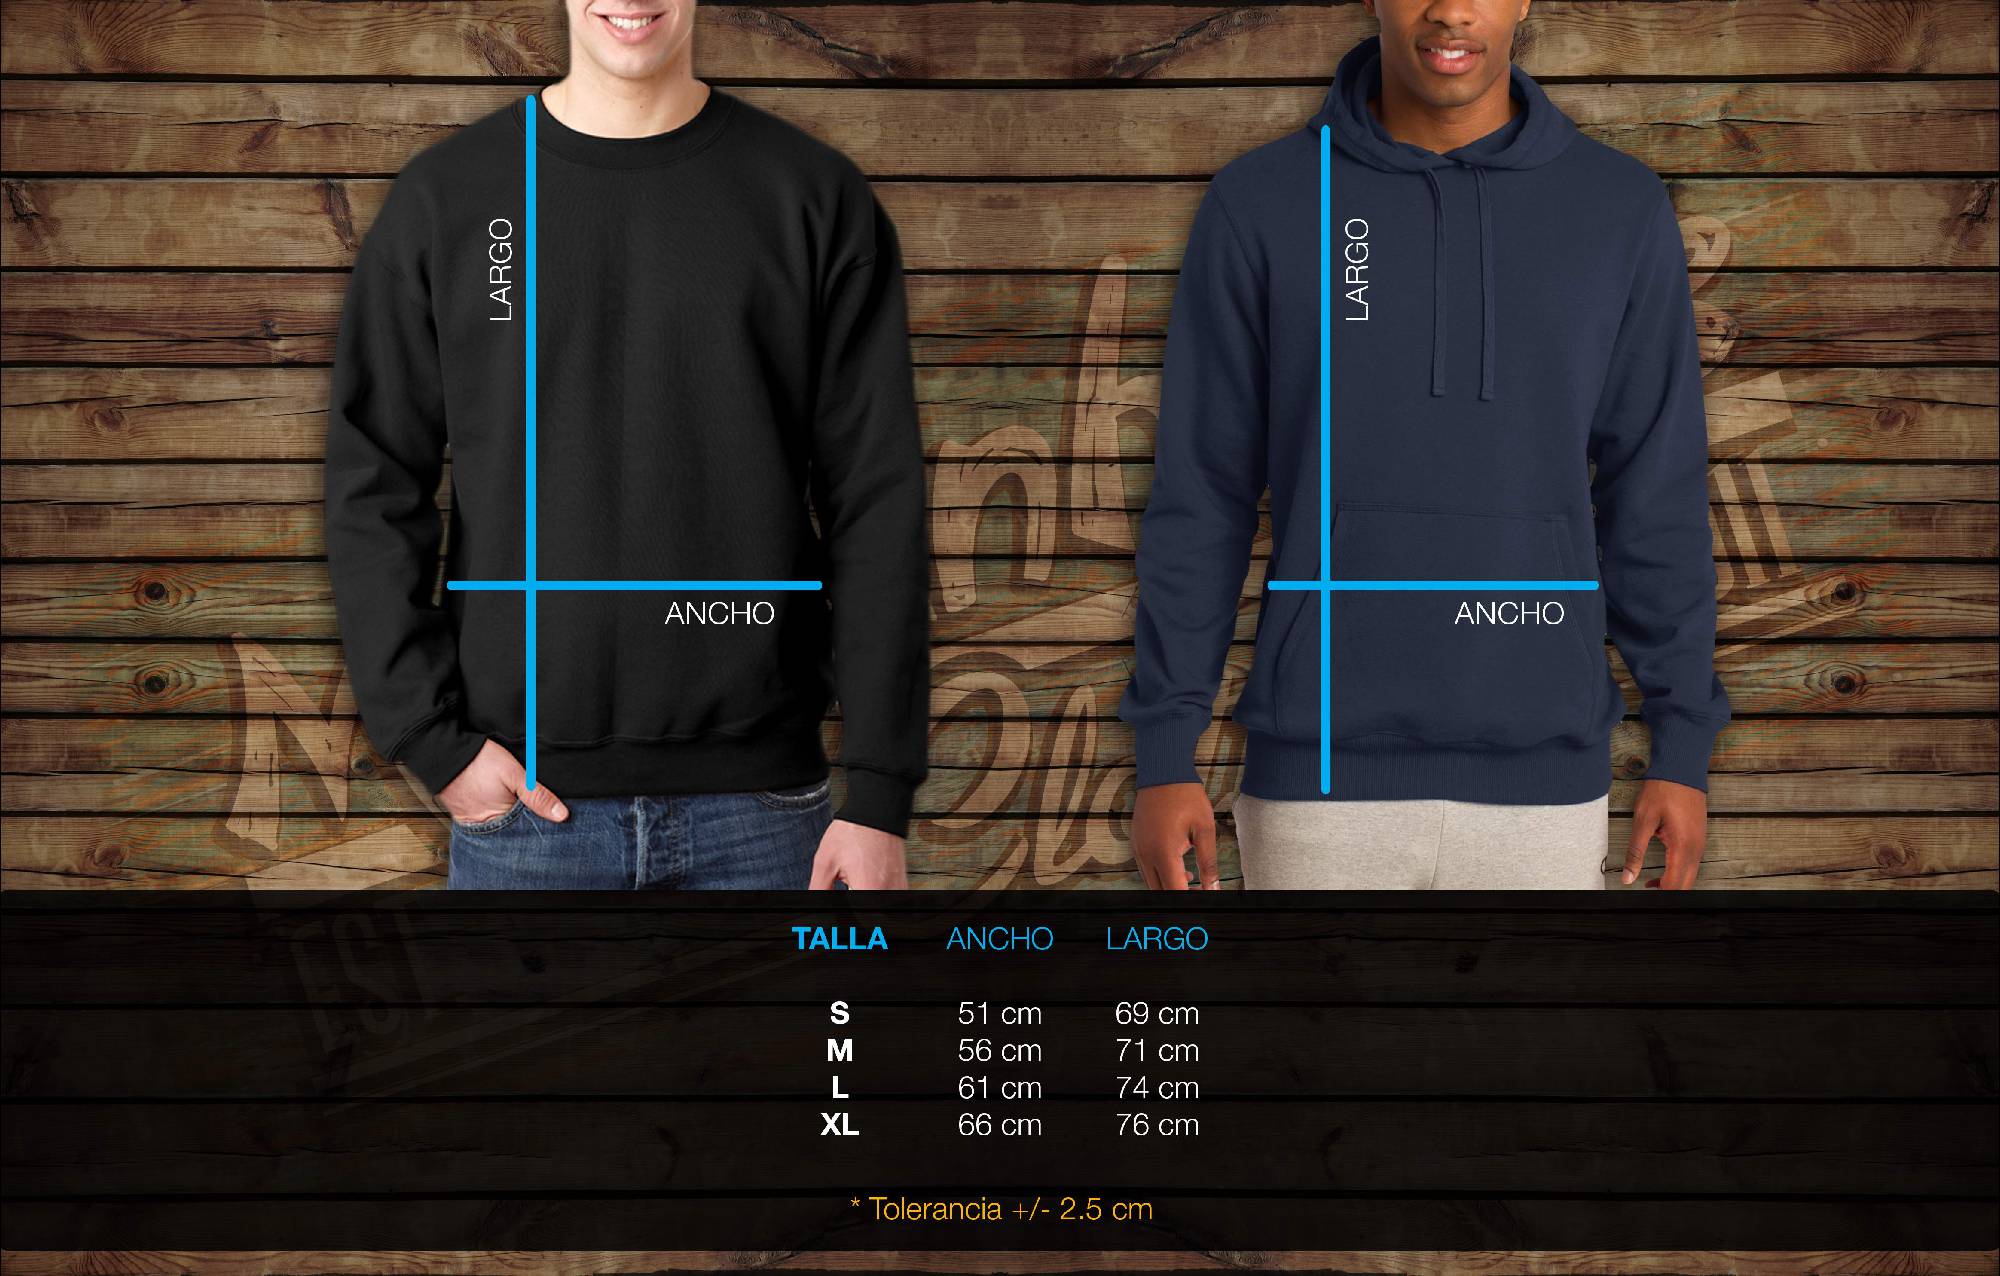 LARGO
LARGO
ANCHO
ANCHO
TALLA ANCHO LARGO
S 51 cm 69 cm
M 56 cm 71 cm
L 61 cm 74 cm
XL 66 cm 76 cm
* Tolerancia +/- 2.5 cm
EST.